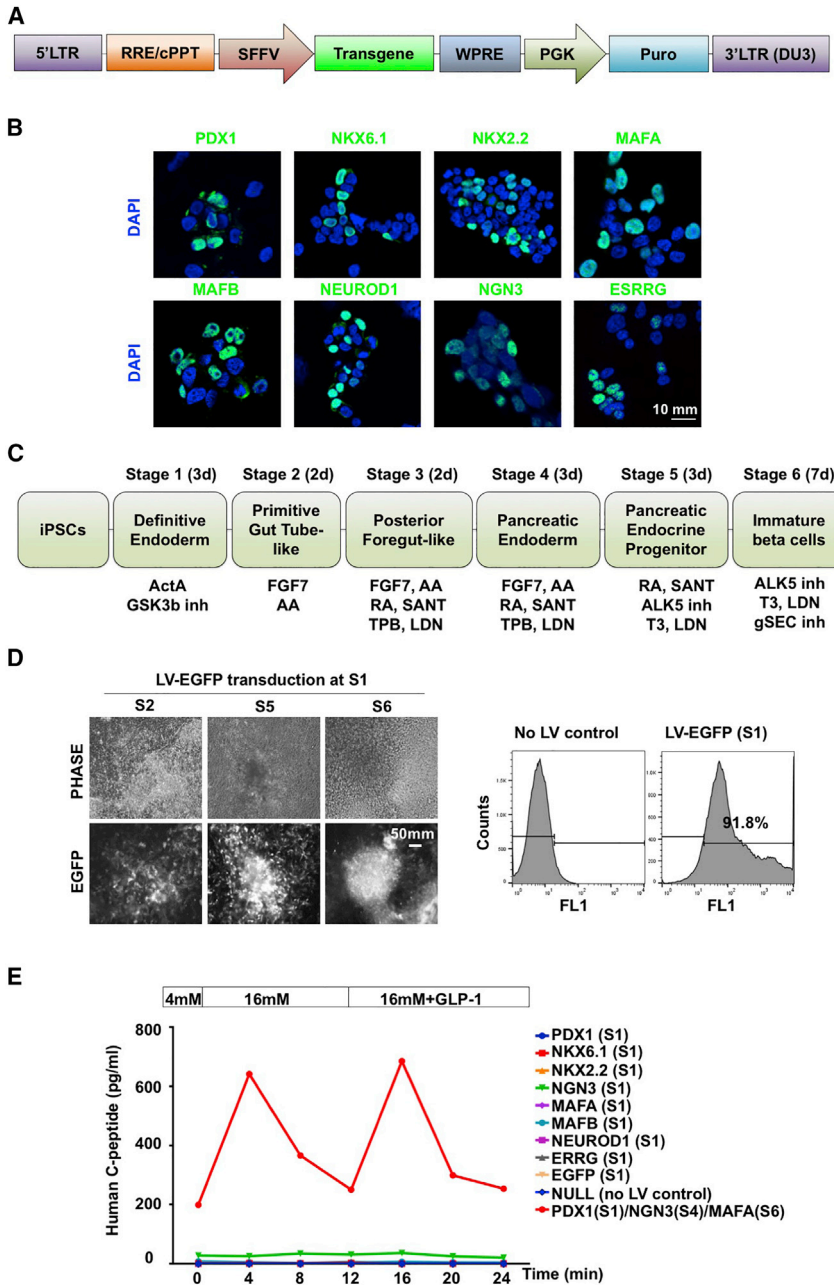 A
5'LTR RRE/cPPT SFFV Transgene WPRE PGK Puro 3'LTR (DU3)
B
PDX1 NKX6.1 NKX2.2 MAFA
DAPI
MAFB NEUROD1 NGN3 ESRRG
DAPI
10 mm
C
Stage 1 (3d) Stage 2 (2d) Stage 3 (2d) Stage 4 (3d) Stage 5 (3d) Stage 6 (7d)
iPSCs
Definitive
Endoderm
Primitive
Gut Tube-
like
Posterior
Foregut-like
Pancreatic
Endoderm
Pancreatic
Endocrine
Progenitor
Immature
beta cells
ActA
GSK3b inh
FGF7
AA
FGF7, AA
RA, SANT
TPB, LDN
FGF7, AA
RA, SANT
TPB, LDN
RA, SANT
ALK5 inh
T3, LDN
ALK5 inh
T3, LDN
gSEC inh
D
LV-EGFP transduction at S1
S2 S5 S6
PHASE
EGFP
50mm
No LV control LV-EGFP (S1)
Counts
91.8%
FL1 FL1
E
4mM 16mM 16mM+GLP-1
Human C-peptide (pg/ml)
800
600
400
200
0
0 4 8 12 16 20 24 Time (min)
PDX1 (S1)
NKX6.1 (S1)
NKX2.2 (S1)
NGN3 (S1)
MAFA (S1)
MAFB (S1)
NEUROD1 (S1)
ERRG (S1)
EGFP (S1)
NULL (no LV control)
PDX1(S1)/NGN3(S4)/MAFA(S6)